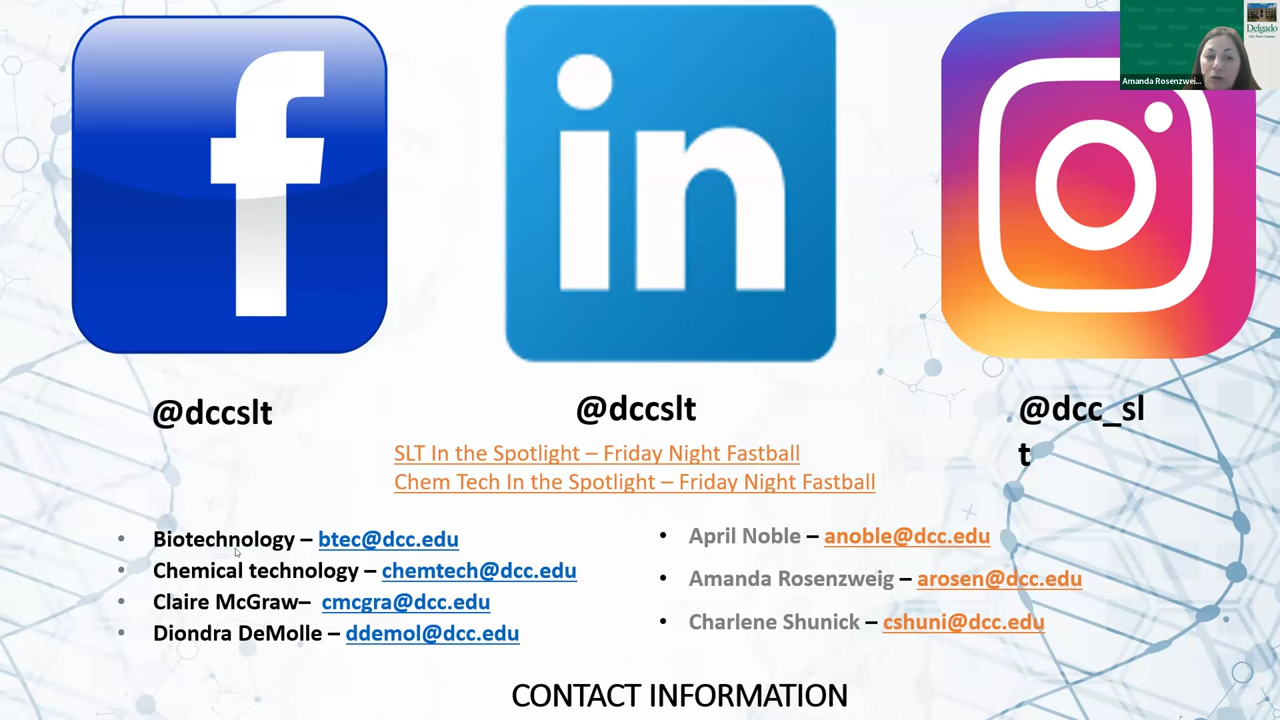 Delgado
Amanda Rosenzwei...
@dccslt
@dccslt
@dcc_sl
t
SLT In the Spotlight – Friday Night Fastball
Chem Tech In the Spotlight – Friday Night Fastball
• Biotechnology – btec@dcc.edu
• Chemical technology – chemtech@dcc.edu
• Claire McGraw– cmcgra@dcc.edu
• Diondra DeMolle – ddemol@dcc.edu
• April Noble – anoble@dcc.edu
• Amanda Rosenzweig – arosen@dcc.edu
• Charlene Shunick – cshuni@dcc.edu
CONTACT INFORMATION